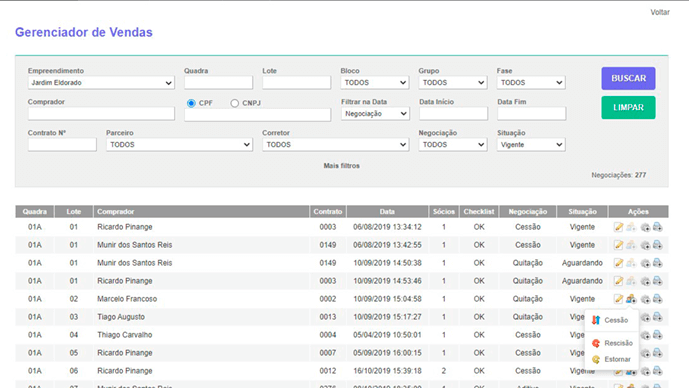 Voltar
Gerenciador de Vendas
Empreendimento Quadra Lote Bloco Grupo Fase
Jardim Eldorado TODOS TODOS TODOS BUSCAR
Comprador CPF CNPJ Filtrar na Data Data Início Data Fim
Negociação LIMPAR
Contrato Nº Parceiro Corretor Negociação Situação
TODOS TODOS TODOS Vigente
Mais filtros
Negociações: 277
Quadra Lote Comprador Contrato Data Sócios Checklist Negociação Situação Ações
01A 01 Ricardo Pinange 0003 06/08/2019 13:34:12 1 OK Cessão Vigente
01A 01 Munir dos Santos Reis 0149 06/08/2019 13:42:55 1 OK Cessão Vigente
01A 01 Munir dos Santos Reis 0149 10/09/2019 14:50:38 1 OK Quitação Aguardando
01A 01 Ricardo Pinange 0003 10/09/2019 14:53:46 1 OK Quitação Aguardando
01A 02 Marcelo Francoso 0002 10/09/2019 15:04:58 1 OK Quitação Vigente
01A 03 Tiago Augusto 0013 10/09/2019 15:17:27 1 OK Quitação Vige
Cessão
01A 04 Thiago Carvalho 0004 05/04/2019 10:50:01 1 OK Cessão Vige
01A 05 Ricardo Pinange 0007 05/09/2019 16:00:15 1 OK Cessão Vige
Rescisão
01A 06 Ricardo Pinange 0012 16/10/2019 15:39:18 2 OK Cessão Vige
Estornar
01A 07 Munir dos Santos Reis